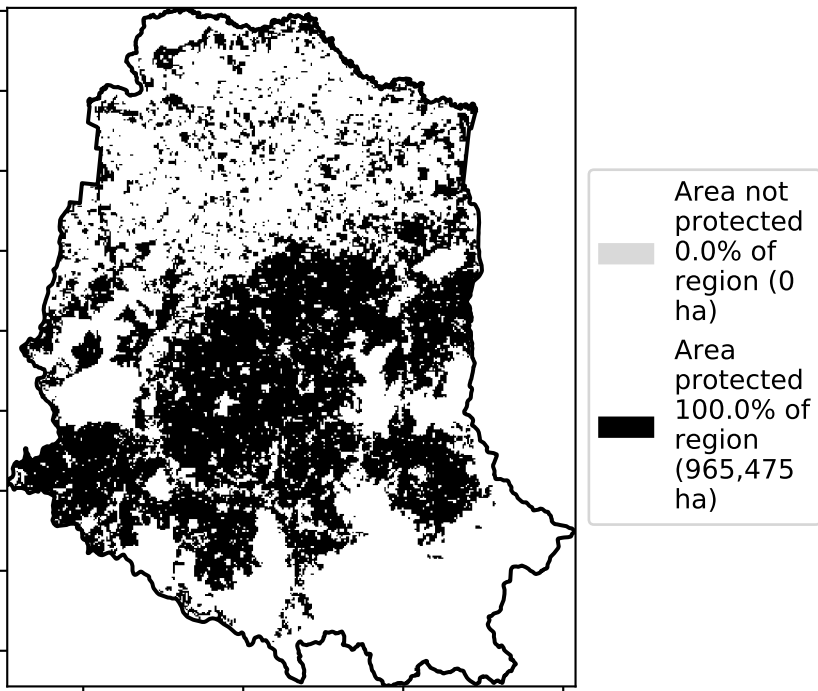 Area not
protected
0.0% of
region (0
ha)
Area
protected
100.0% of
region
(965,475
ha)